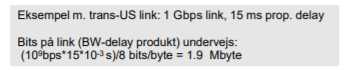 Eksempel m. trans-US link: 1 Gbps link, 15 ms prop. delay
Bits på link (BW-delay produkt) undervejs:
(10⁹bps*15*10⁻³ s)/8 bits/byte = 1.9 Mbyte